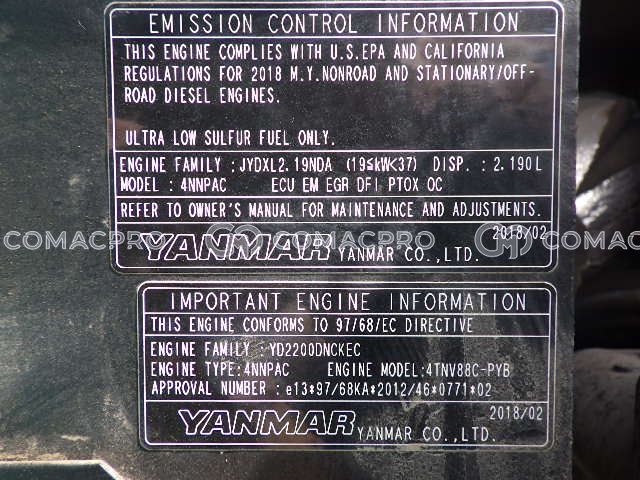 EMISSION CONTROL INFORMATION
THIS ENGINE COMPLIES WITH U.S.EPA AND CALIFORNIA
REGULATIONS FOR 2018 M.Y.NONROAD AND STATIONARY/OFF-
ROAD DIESEL ENGINES.
ULTRA LOW SULFUR FUEL ONLY.
ENGINE FAMILY : JYDXL2.19NDA (19≤kW<37) DISP. : 2.190L
MODEL : 4NNPAC ECU EM EGR DFI PTOX OC
REFER TO OWNER'S MANUAL FOR MAINTENANCE AND ADJUSTMENTS.
2018/02
YANMAR YANMAR CO.,LTD.
COMACPRO COMACPRO COMACPRO
IMPORTANT ENGINE INFORMATION
THIS ENGINE CONFORMS TO 97/68/EC DIRECTIVE
ENGINE FAMILY : YD2200DNCKEC
ENGINE TYPE:4NNPAC ENGINE MODEL:4TNV88C-PYB
APPROVAL NUMBER : e13*97/68KA*2012/46*0771*02
2018/02
YANMAR YANMAR CO.,LTD.